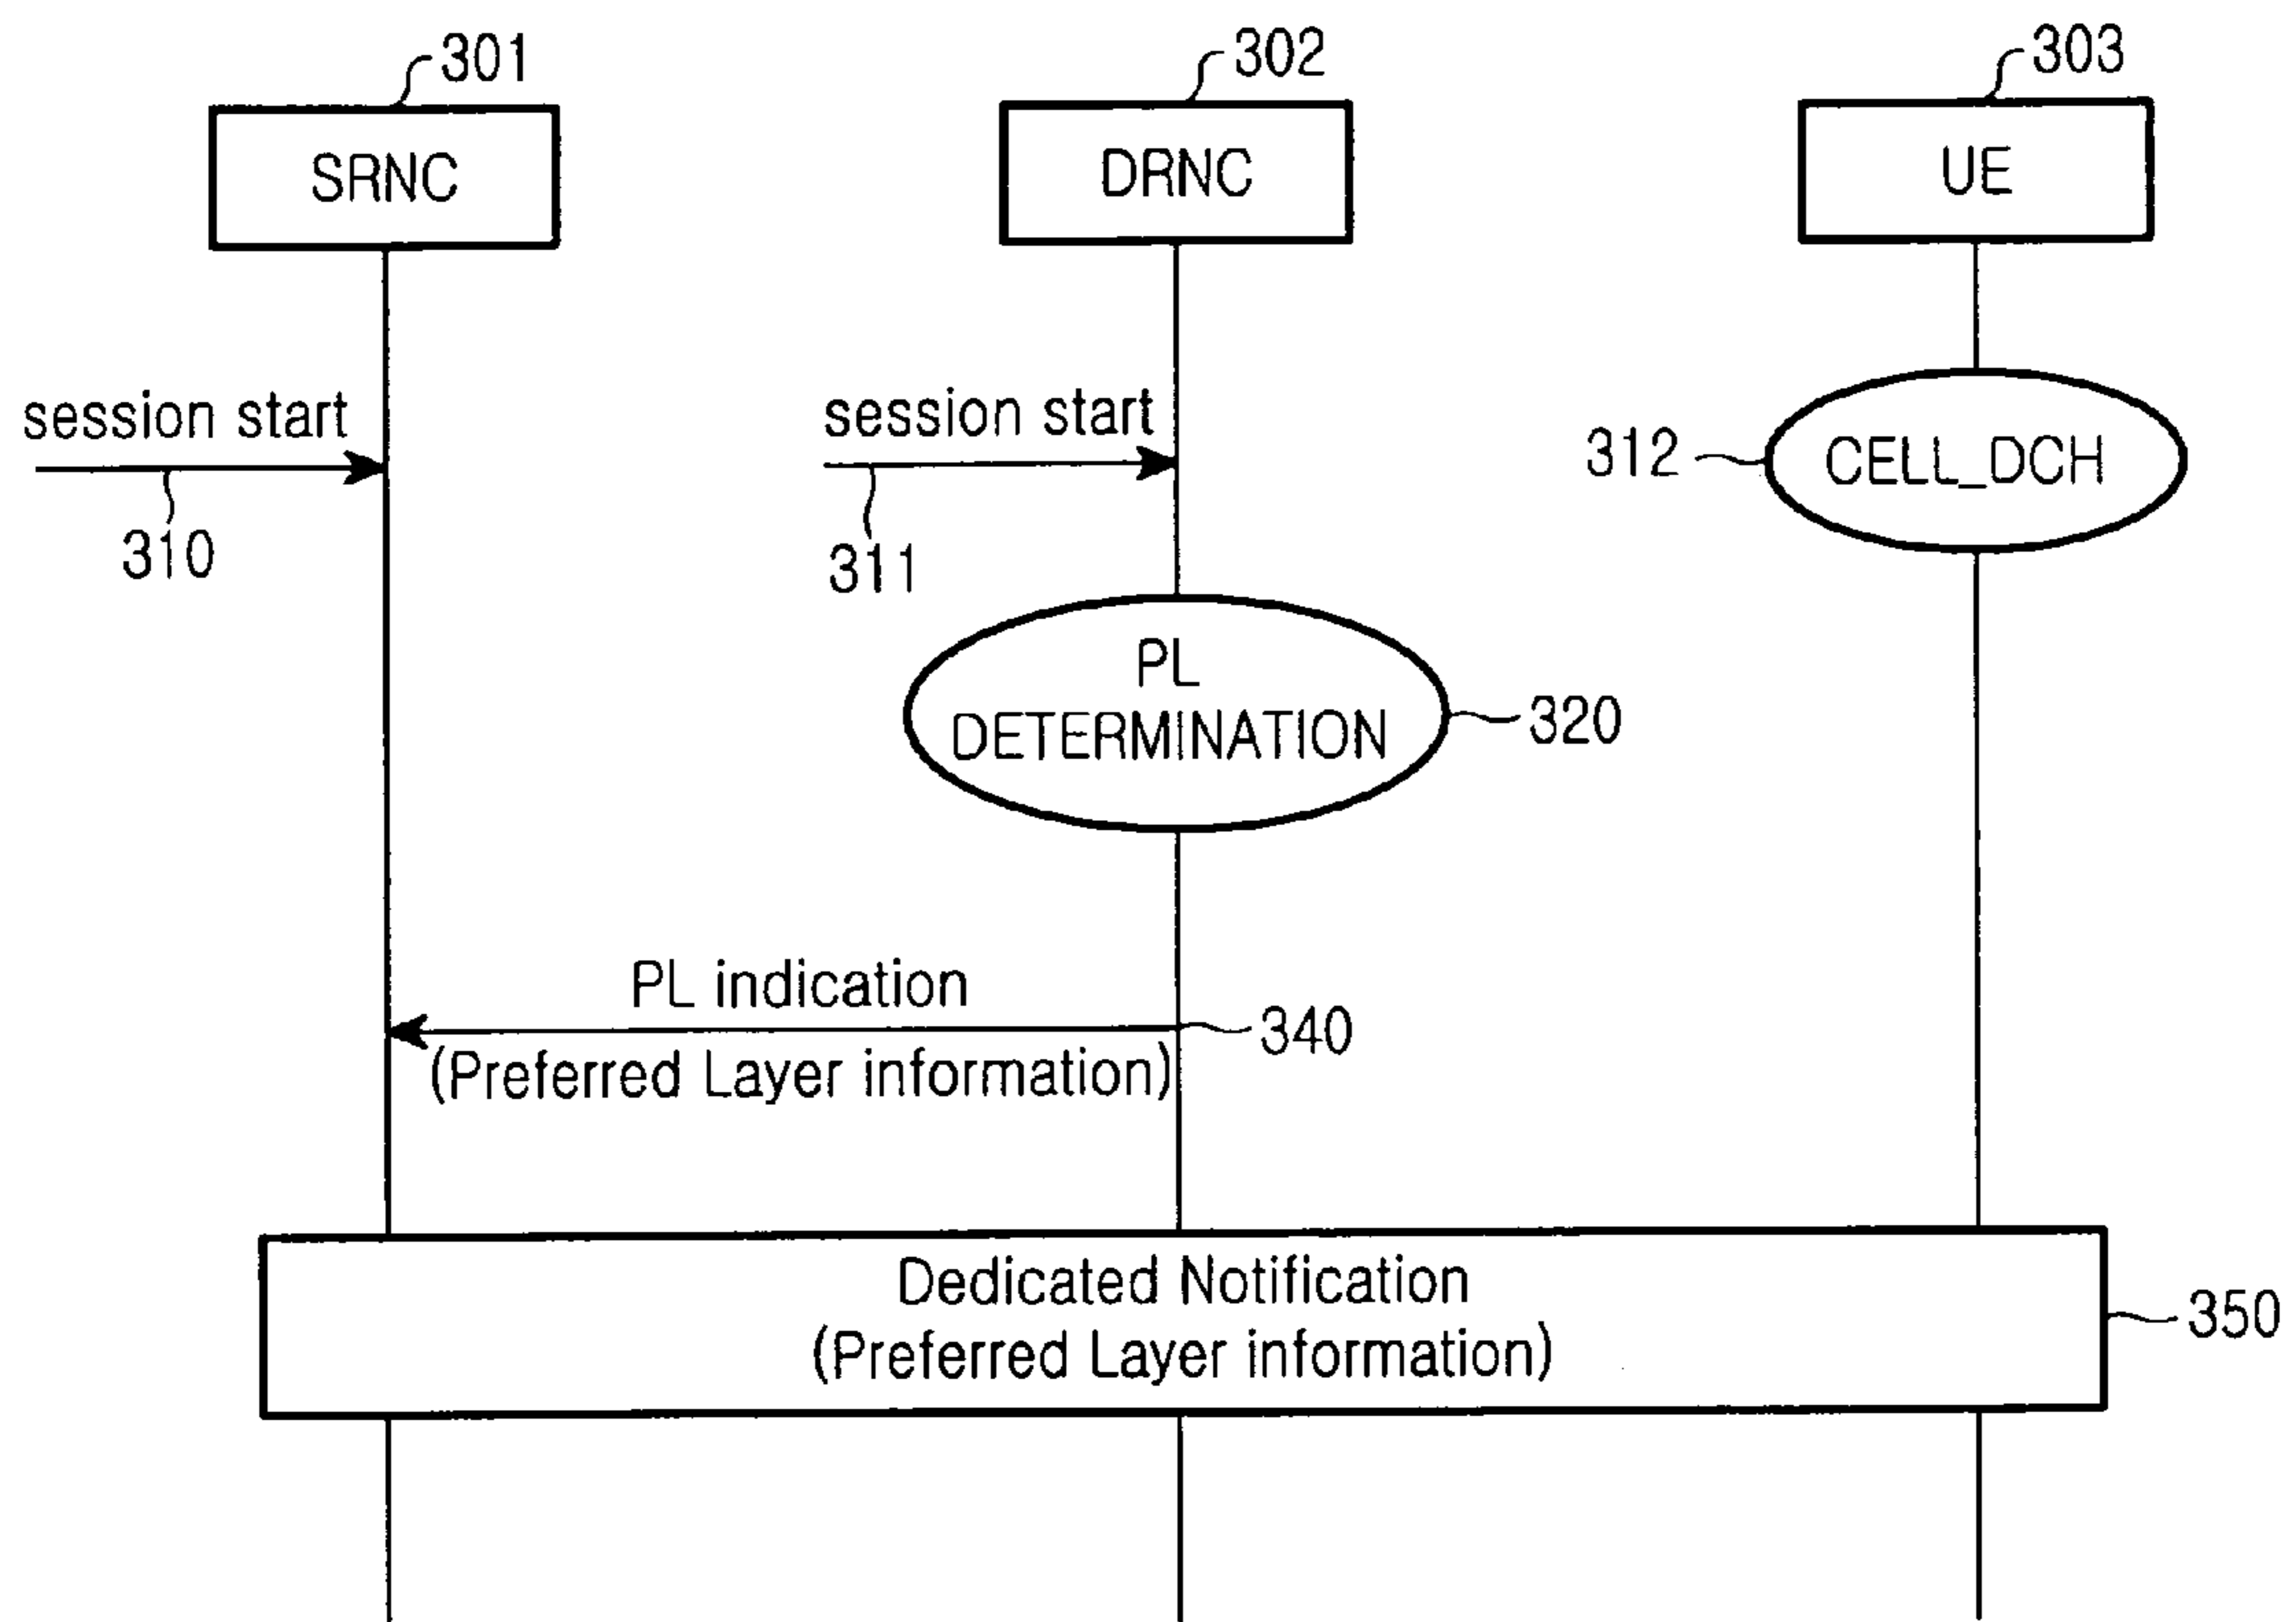 301
302
303
SRNC
DRNC
UE
session start
310
session start
311
312
CELL_DCH
PL
DETERMINATION
320
PL indication
340
(Preferred Layer information)
Dedicated Notification
(Preferred Layer information)
350